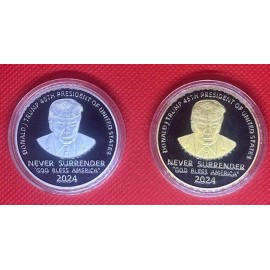 DONALD J TRUMP 45TH PRESIDENT OF UNITED STATES
NEVER SURRENDER
"GOD BLESS AMERICA"
2024
DONALD J TRUMP 45TH PRESIDENT OF UNITED STATES
NEVER SURRENDER
"GOD BLESS AMERICA"
2024